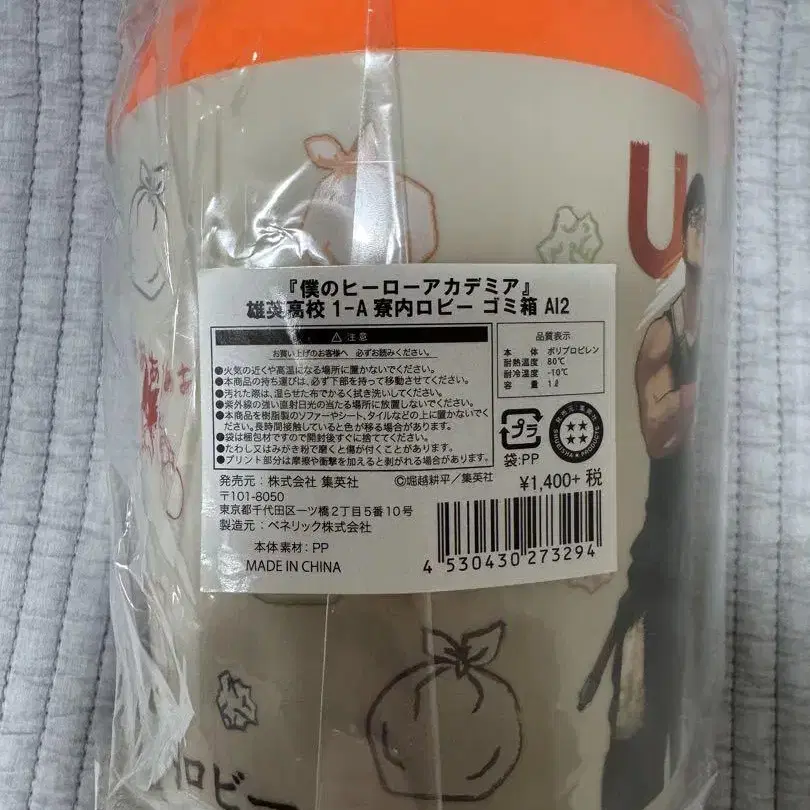 U
『僕のヒーローアカデミア』
雄英高校 1-A 寮内ロビー ゴミ箱 A12
⚠ 注意
お買い上げのお客様へ 必ずお読みください。
●火気の近くや高温になる場所に置かないでください。
●本商品の持ち運びは、必ず下部を持って移動させてください。
●汚れた際は、湿らせた布でかるく拭き洗いしてください。
●紫外線の強い直射日光の当たる場所に放置しないでください。
●本商品を樹脂製のソファーやシート、タイルなどの上に置かないでください。長時間接触していると色が移る場合があります。
●袋は梱包材ですので開封後すぐに捨ててください。
●たわし又はみがき粉で磨くと傷が付くことがあります。
●プリント部分は摩擦や衝撃を加えると剥がれる場合があります。
品質表示
本体 ポリプロピレン
耐熱温度 80℃
耐冷温度 -10℃
容量 1ℓ
プラ
袋:PP
発売元:集英社
SHUEISHA PRODUCTS
発売元:株式会社 集英社 ©堀越耕平/集英社
〒101-8050
東京都千代田区一ツ橋2丁目5番10号
製造元:ベネリック株式会社
¥1,400+税
本体素材:PP
MADE IN CHINA
4 530430 273294
ロビー